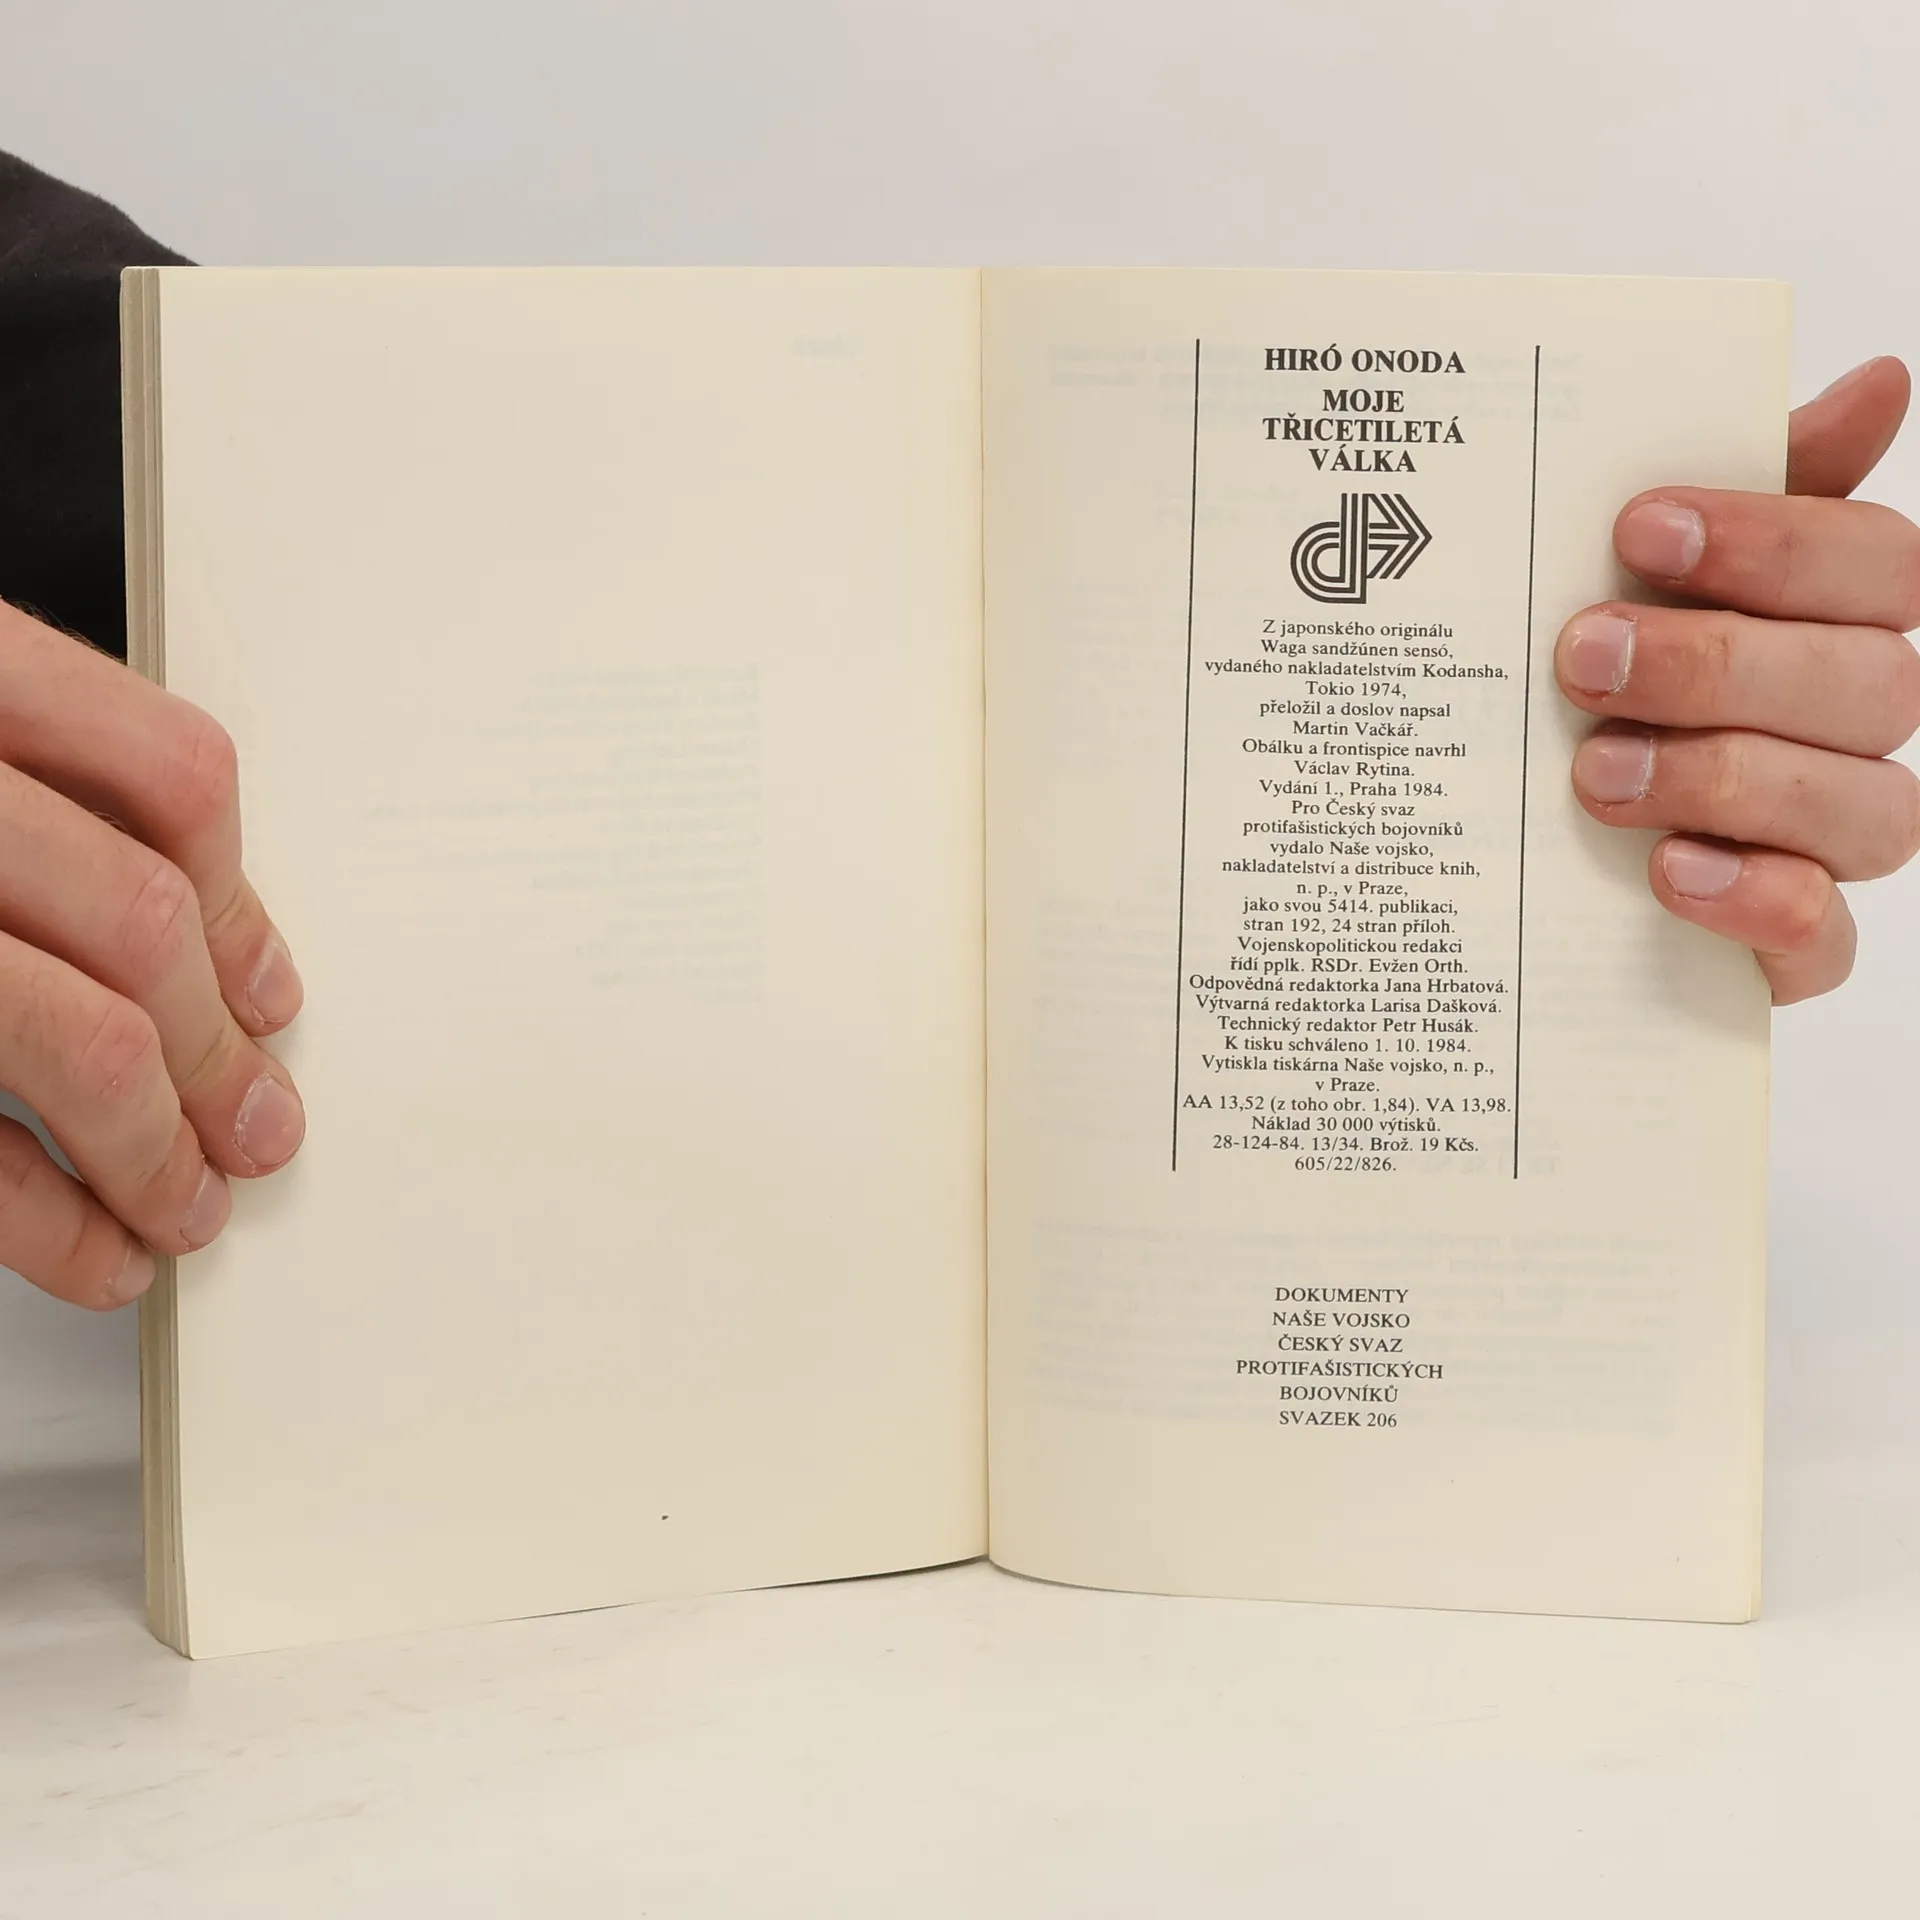 HIRÓ ONODA
MOJE
TŘICETILETÁ
VÁLKA
Z japonského originálu
Waga sandžúnen sensó,
vydaného nakladatelstvím Kodansha,
Tokio 1974,
přeložil a doslov napsal
Martin Vačkář.
Obálku a frontispice navrhl
Václav Rytina.
Vydání 1., Praha 1984.
Pro Český svaz
protifašistických bojovníků
vydalo Naše vojsko,
nakladatelství a distribuce knih,
n. p., v Praze,
jako svou 5414. publikaci,
stran 192, 24 stran příloh.
Vojenskopolitickou redakci
řídí pplk. RSDr. Evžen Orth.
Odpovědná redaktorka Jana Hrbatová.
Výtvarná redaktorka Larisa Dašková.
Technický redaktor Petr Husák.
K tisku schváleno 1. 10. 1984.
Vytiskla tiskárna Naše vojsko, n. p.,
v Praze.
AA 13,52 (z toho obr. 1,84). VA 13,98.
Náklad 30 000 výtisků.
28-124-84. 13/34. Brož. 19 Kčs.
605/22/826.
DOKUMENTY
NAŠE VOJSKO
ČESKÝ SVAZ
PROTIFAŠISTICKÝCH
BOJOVNÍKŮ
SVAZEK 206